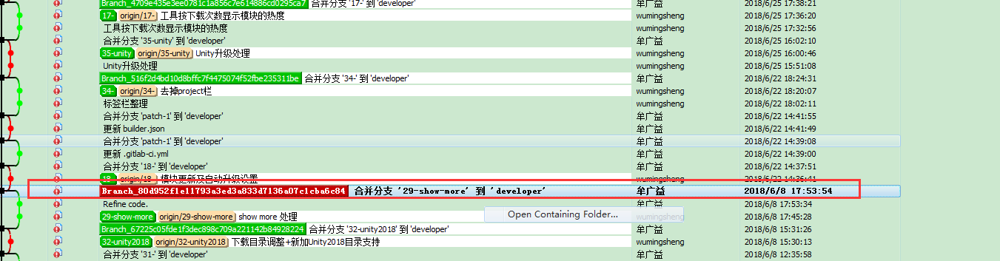 Branch_4709e435e3ee0781c1a856c7e614886cd0295ca7 合并分支 '17-' 到 'developer' 牟广益 2018/6/25 17:38:21
17- origin/17- 工具按下载次数显示模块的热度 wumingsheng 2018/6/25 17:36:20
工具按下载次数显示模块的热度 wumingsheng 2018/6/25 17:32:56
合并分支 '35-unity' 到 'developer' 牟广益 2018/6/25 16:02:10
35-unity origin/35-unity Unity升级处理 wumingsheng 2018/6/25 16:00:46
Unity升级处理 wumingsheng 2018/6/25 15:51:08
Branch_516f2d4bd10d8bffc7f4475074f52fbe235311be 合并分支 '34-' 到 'developer' 牟广益 2018/6/22 18:24:31
34- origin/34- 去掉project栏 wumingsheng 2018/6/22 18:20:07
标签栏整理 wumingsheng 2018/6/22 18:02:11
合并分支 'patch-1' 到 'developer' 牟广益 2018/6/22 14:41:55
更新 builder.json 牟广益 2018/6/22 14:41:49
合并分支 'patch-1' 到 'developer' 牟广益 2018/6/22 14:39:08
更新 .gitlab-ci.yml 牟广益 2018/6/22 14:39:00
合并分支 '18-' 到 'developer' 牟广益 2018/6/22 14:37:51
18- origin/18- 模块更新及自动升级设置 wumingsheng 2018/6/22 14:36:41
Branch_80d952f1e11793a3ed3a833d7136a07c1cba6c84 合并分支 '29-show-more' 到 'developer' 牟广益 2018/6/8 17:53:54
Refine code. 牟广益 2018/6/8 17:53:34
29-show-more origin/29-show-more show more 处理 Open Containing Folder... wumingsheng 2018/6/8 17:45:28
Branch_67225c05fde1f3dec898c709a221142b84928224 合并分支 '32-unity2018' 到 'developer' 牟广益 2018/6/8 15:31:26
32-unity2018 origin/32-unity2018 下载目录调整+新加Unity2018目录支持 wumingsheng 2018/6/8 15:30:13
合并分支 '31-' 到 'developer' 牟广益 2018/6/8 12:35:58